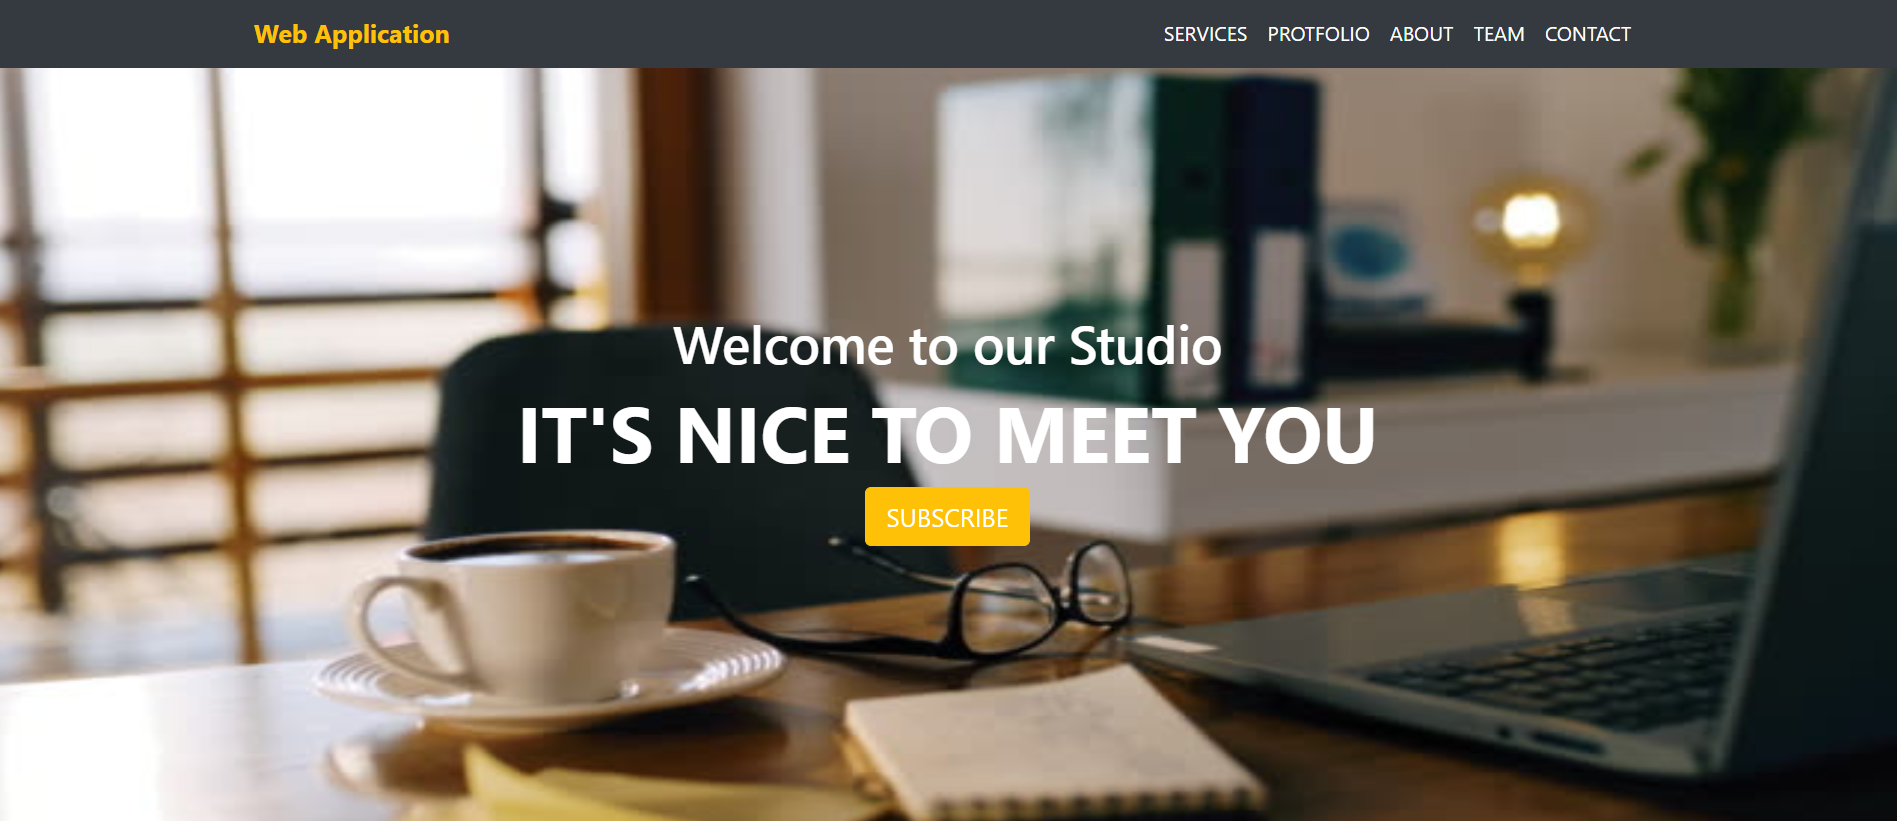 Web Application
SERVICES PROTFOLIO ABOUT TEAM CONTACT
Welcome to our Studio
IT'S NICE TO MEET YOU
SUBSCRIBE